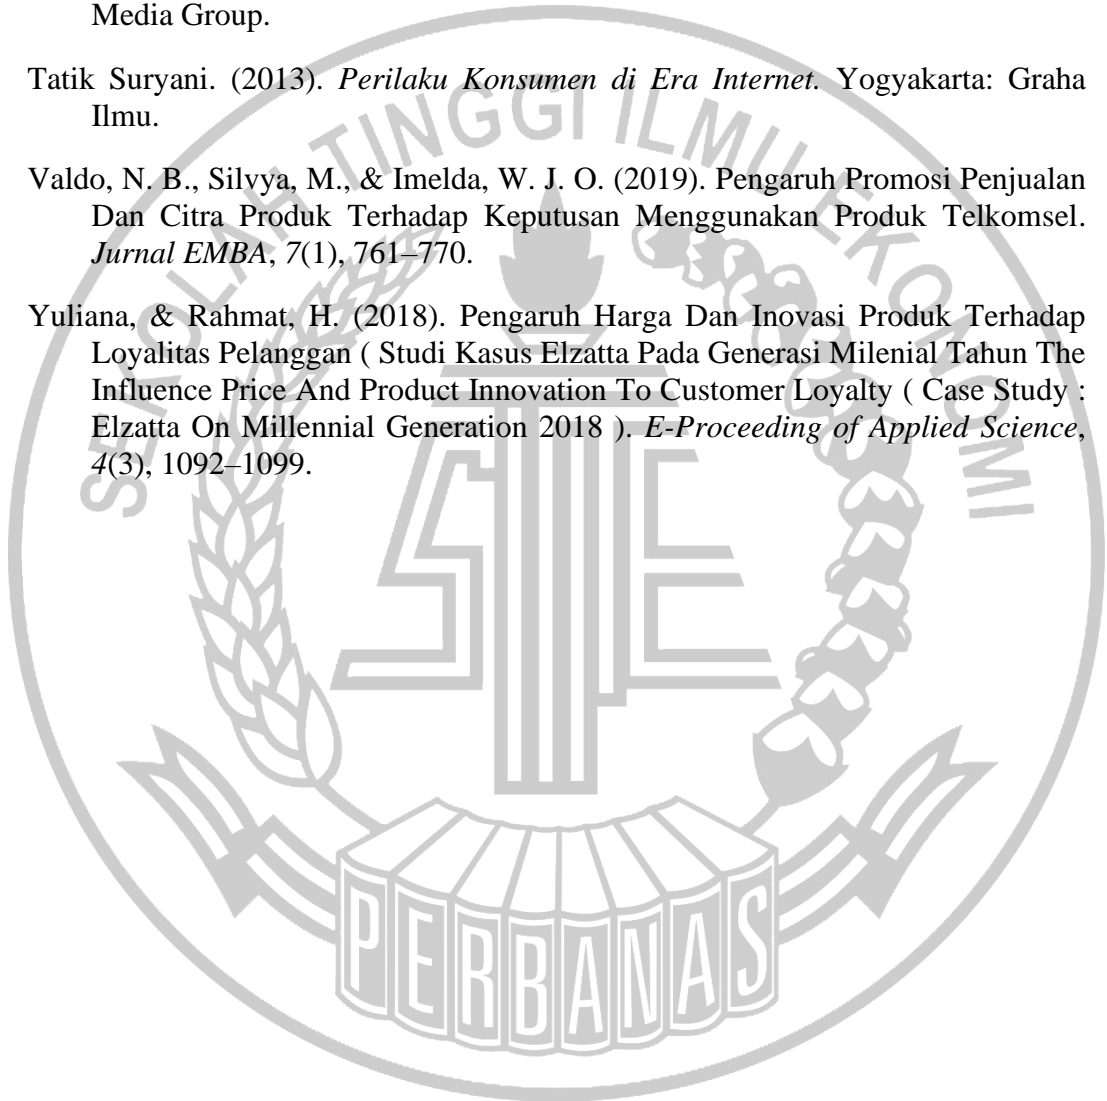 Media Group.
Tatik Suryani. (2013). Perilaku Konsumen di Era Internet. Yogyakarta: Graha
Ilmu.
Valdo, N. B., Silvya, M., & Imelda, W. J. O. (2019). Pengaruh Promosi Penjualan
Dan Citra Produk Terhadap Keputusan Menggunakan Produk Telkomsel.
Jurnal EMBA, 7(1), 761–770.
Yuliana, & Rahmat, H. (2018). Pengaruh Harga Dan Inovasi Produk Terhadap
Loyalitas Pelanggan ( Studi Kasus Elzatta Pada Generasi Milenial Tahun The
Influence Price And Product Innovation To Customer Loyalty ( Case Study :
Elzatta On Millennial Generation 2018 ). E-Proceeding of Applied Science,
4(3), 1092–1099.
SEKOLAH TINGGI ILMU EKONOMI
STIE
PERBANAS